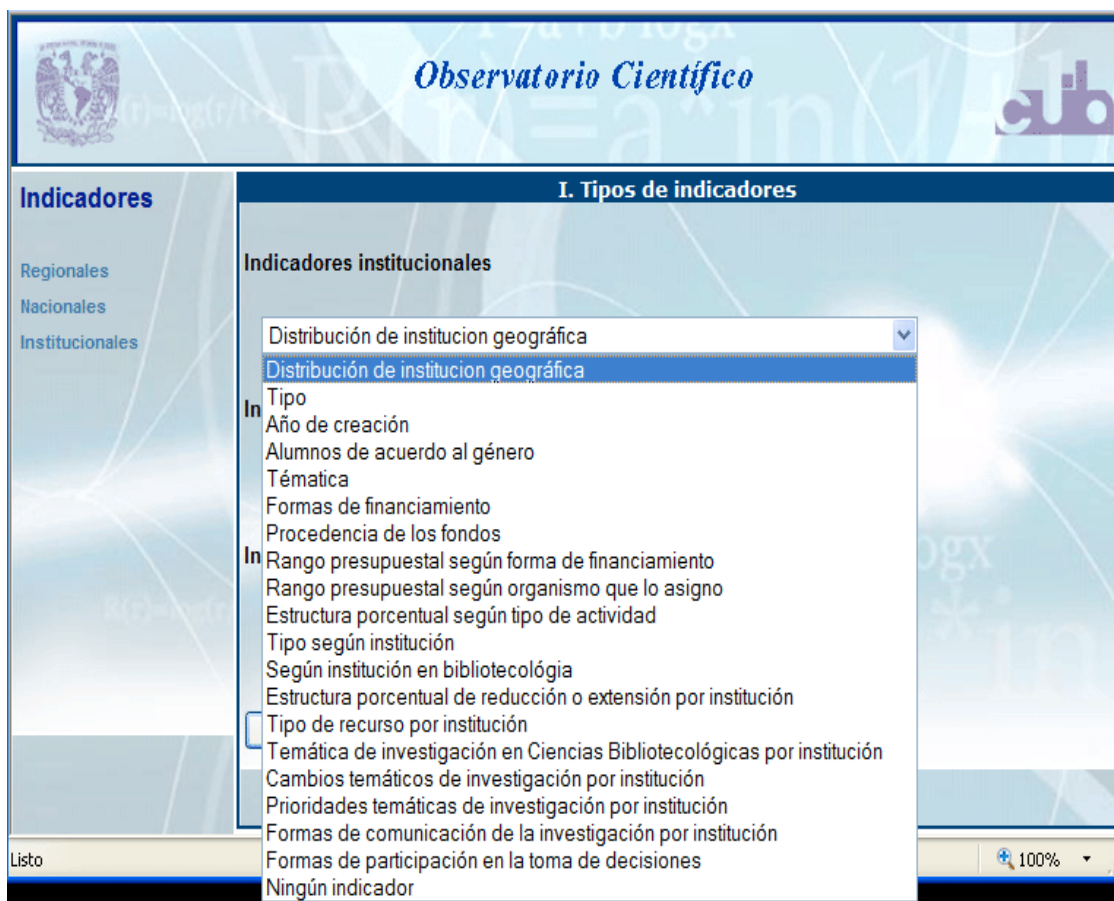 Observatorio Científico
cuib
Indicadores
Regionales
Nacionales
Institucionales
I. Tipos de indicadores
Indicadores institucionales
Distribución de institucion geográfica
Distribución de institucion geográfica
Tipo
In
Año de creación
Alumnos de acuerdo al género
Tématica
Formas de financiamiento
Procedencia de los fondos
In
Rango presupuestal según forma de financiamiento
Rango presupuestal según organismo que lo asigno
Estructura porcentual según tipo de actividad
Tipo según institución
Según institución en bibliotecológia
Estructura porcentual de reducción o extensión por institución
Tipo de recurso por institución
Temática de investigación en Ciencias Bibliotecológicas por institución
Cambios temáticos de investigación por institución
Prioridades temáticas de investigación por institución
Formas de comunicación de la investigación por institución
Formas de participación en la toma de decisiones
Ningún indicador
Listo
100%